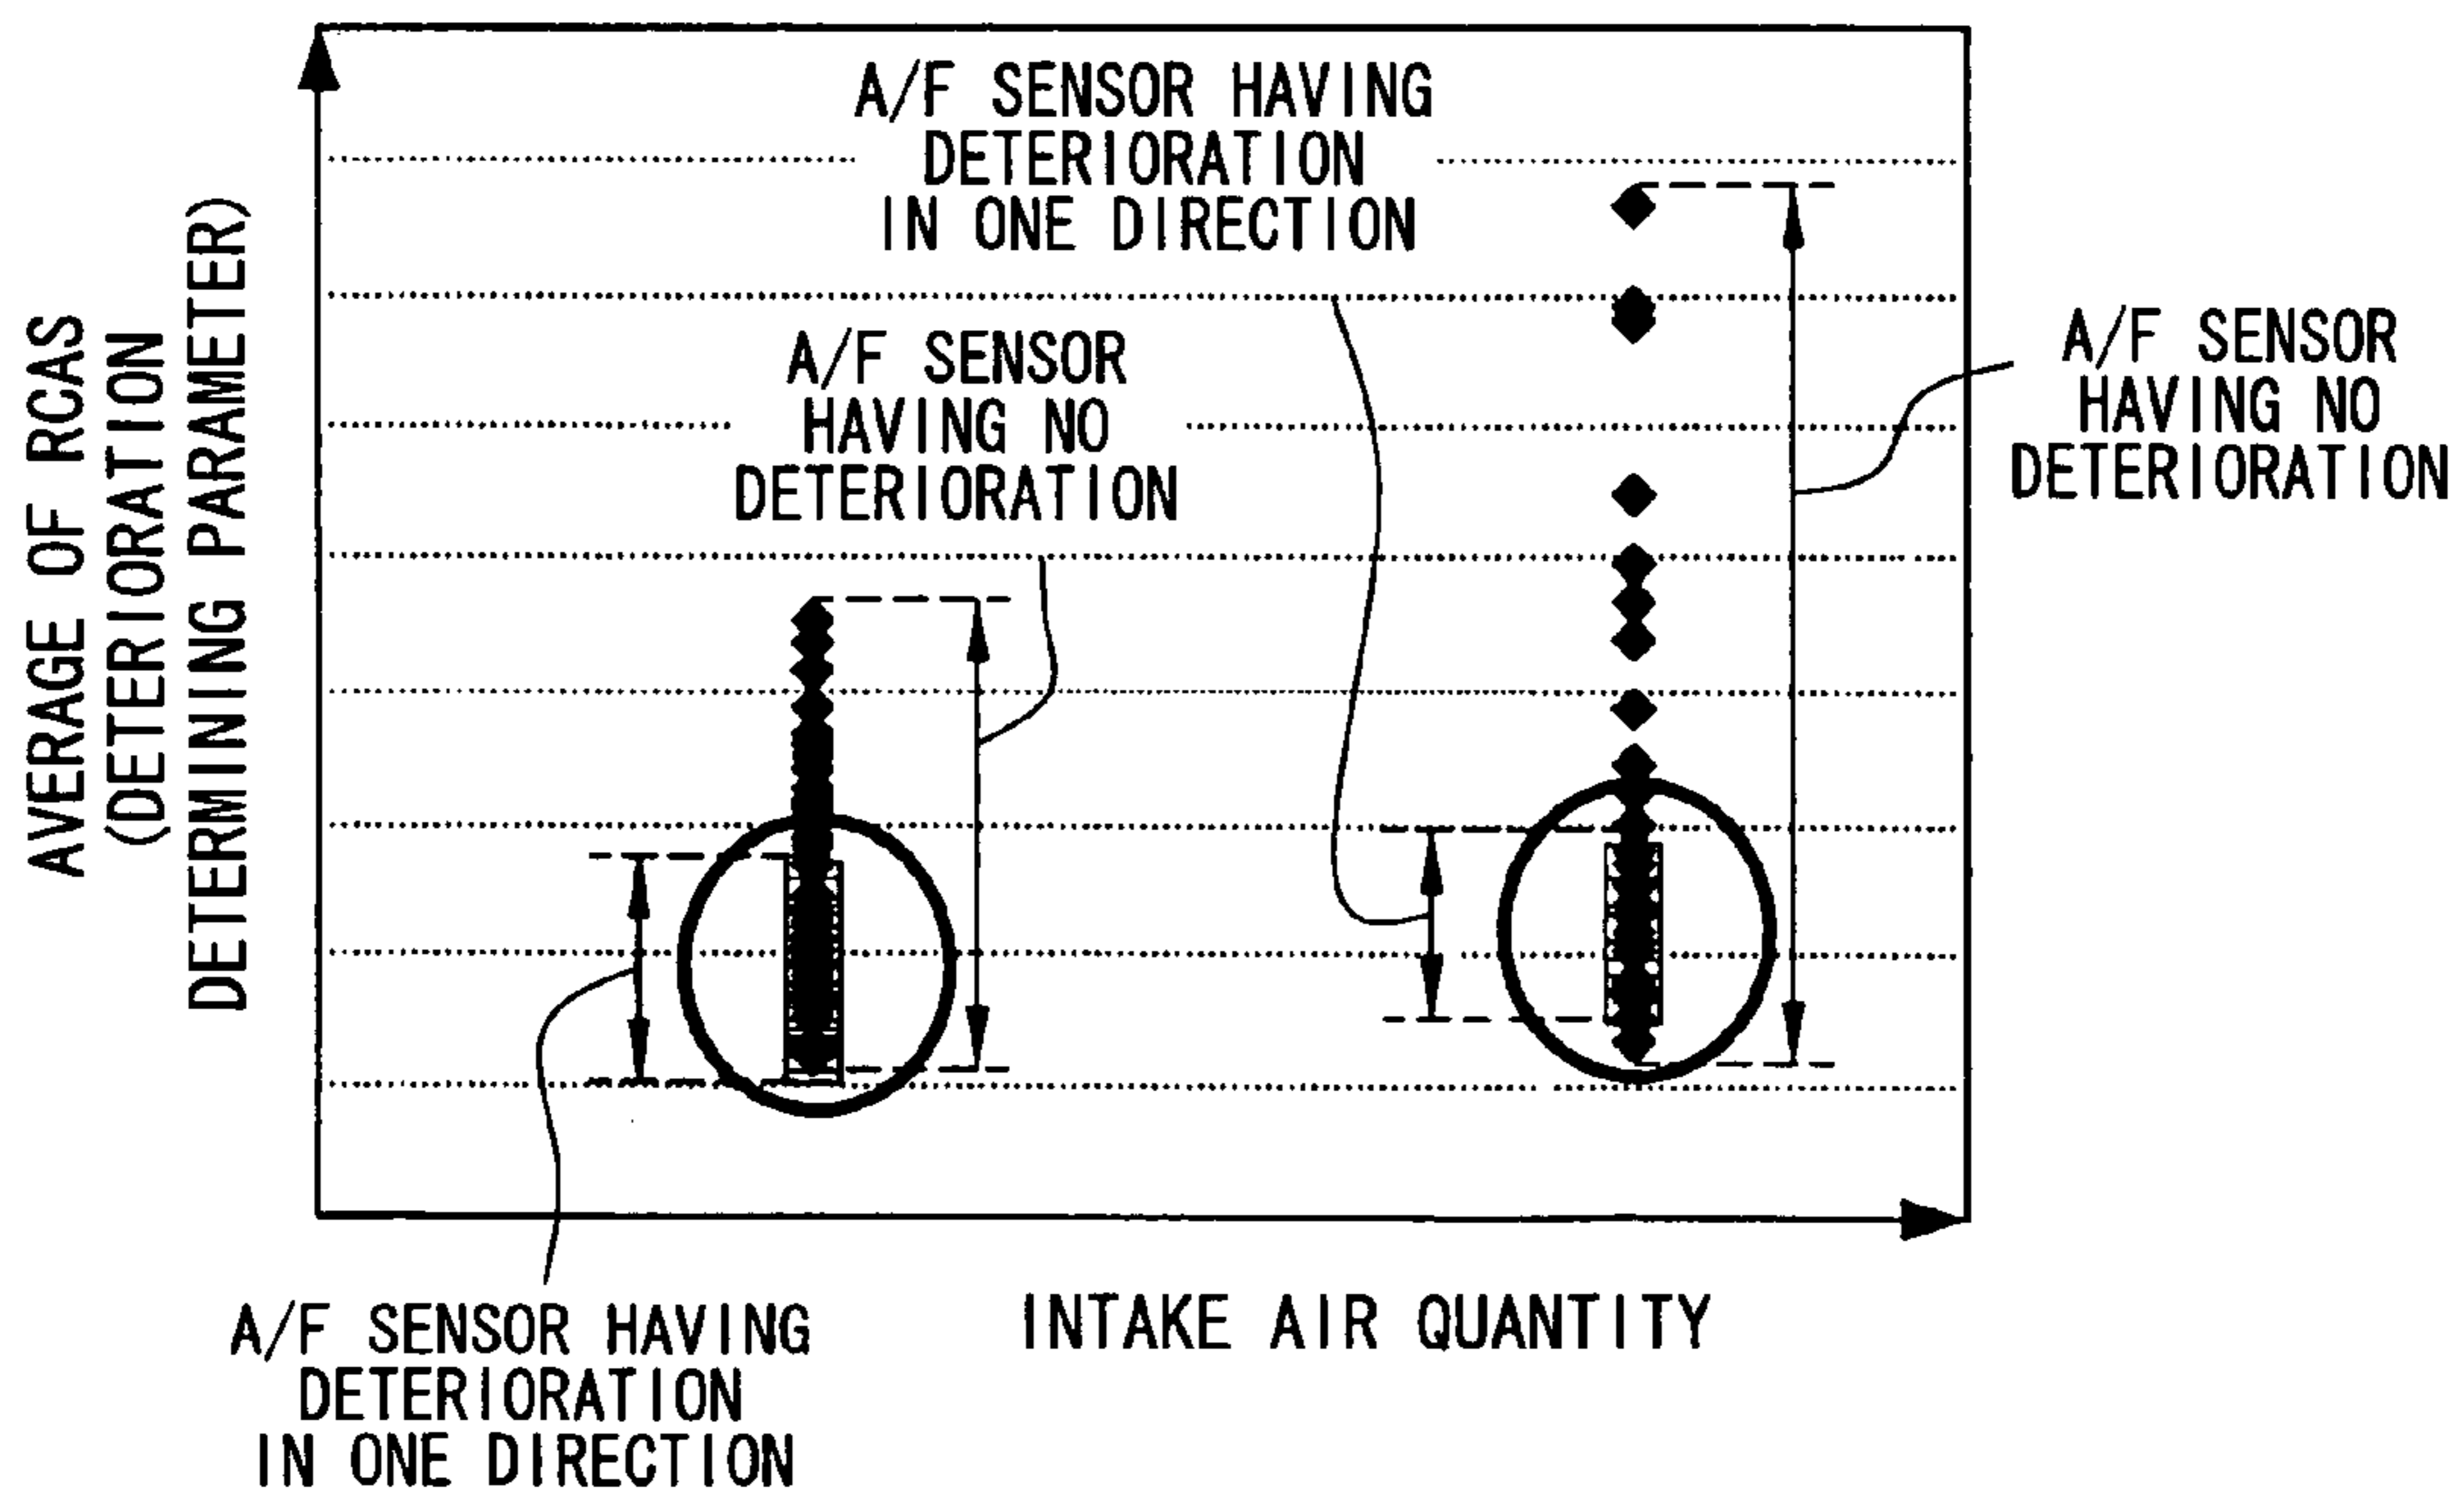 A/F SENSOR HAVING
DETERIORATION
IN ONE DIRECTION
A/F SENSOR
HAVING NO
DETERIORATION
A/F SENSOR
HAVING NO
DETERIORATION
AVERAGE OF RCAS
(DETERIORATION
DETERMINING PARAMETER)
A/F SENSOR HAVING
DETERIORATION
IN ONE DIRECTION
INTAKE AIR QUANTITY